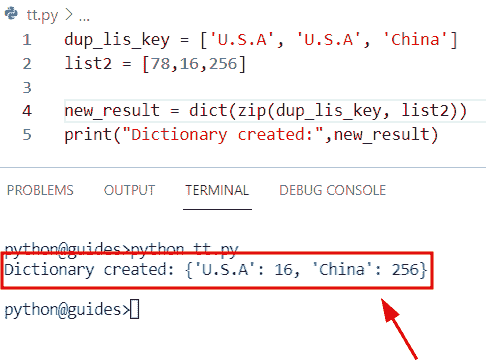 tt.py
1 dup_lis_key = ['U.S.A', 'U.S.A', 'China']
2 list2 = [78,16,256]
3
4 new_result = dict(zip(dup_lis_key, list2))
5 print("Dictionary created:",new_result)
PROBLEMS OUTPUT TERMINAL DEBUG CONSOLE
python@guides>python tt.py
Dictionary created: {'U.S.A': 16, 'China': 256}
python@guides>